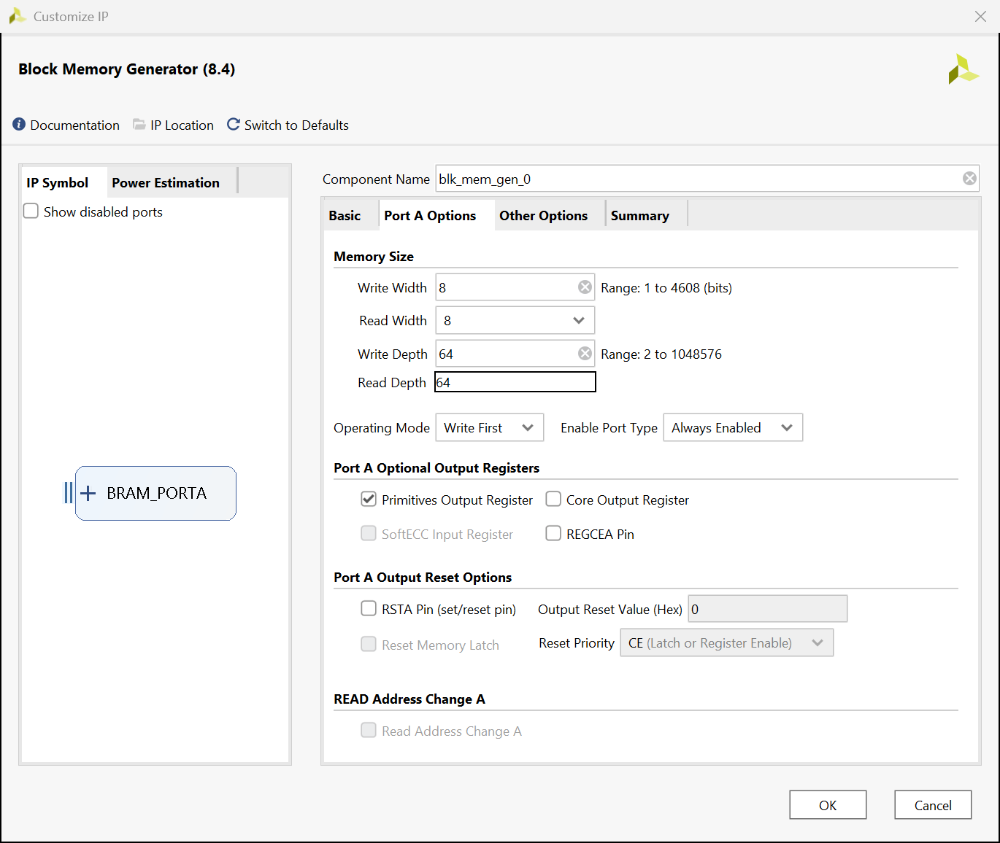 Customize IP
Block Memory Generator (8.4)
Documentation IP Location Switch to Defaults
IP Symbol Power Estimation
Show disabled ports
BRAM_PORTA
Component Name blk_mem_gen_0
Basic Port A Options Other Options Summary
Memory Size
Write Width 8 Range: 1 to 4608 (bits)
Read Width 8
Write Depth 64 Range: 2 to 1048576
Read Depth 64
Operating Mode Write First Enable Port Type Always Enabled
Port A Optional Output Registers
Primitives Output Register Core Output Register
SoftECC Input Register REGCEA Pin
Port A Output Reset Options
RSTA Pin (set/reset pin) Output Reset Value (Hex) 0
Reset Memory Latch Reset Priority CE (Latch or Register Enable)
READ Address Change A
Read Address Change A
OK Cancel